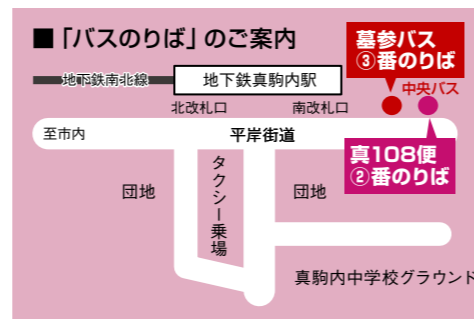 ■「バスのりば」のご案内
墓参バス
③番のりば
地下鉄南北線
地下鉄真駒内駅
中央バス
北改札口
南改札口
至市内
平岸街道
真108便
②番のりば
団地
タクシー乗場
団地
真駒内中学校グラウンド